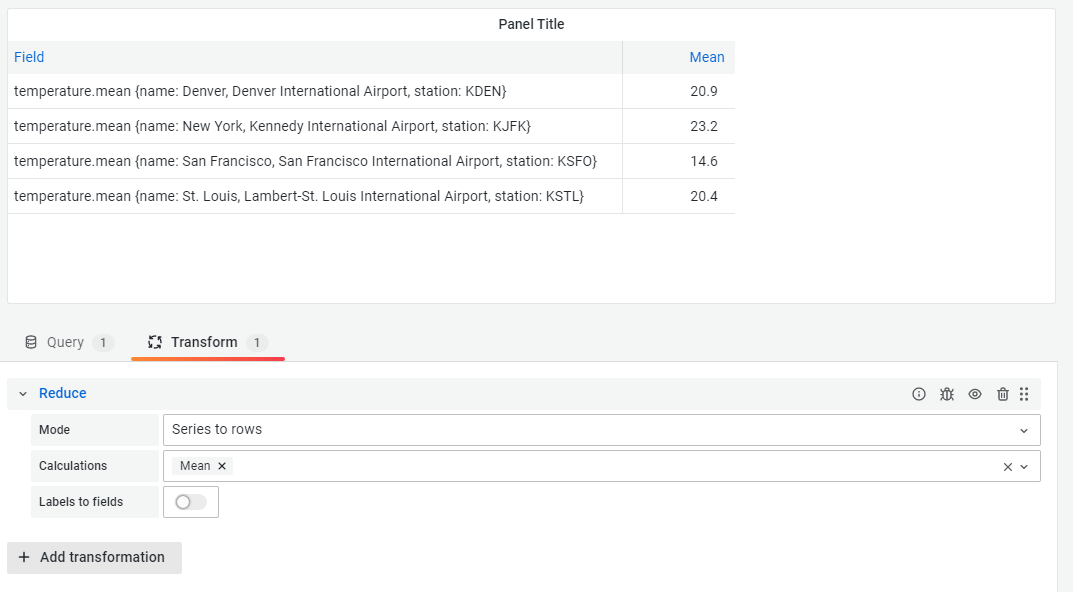 Panel Title
Field Mean
temperature.mean {name: Denver, Denver International Airport, station: KDEN} 20.9
temperature.mean {name: New York, Kennedy International Airport, station: KJFK} 23.2
temperature.mean {name: San Francisco, San Francisco International Airport, station: KSFO} 14.6
temperature.mean {name: St. Louis, Lambert-St. Louis International Airport, station: KSTL} 20.4
Query 1 Transform 1
Reduce
Mode Series to rows
Calculations Mean
Labels to fields
Add transformation